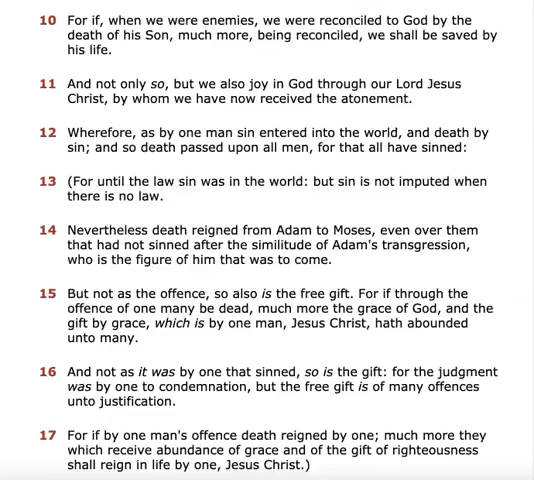 10 For if, when we were enemies, we were reconciled to God by the
death of his Son, much more, being reconciled, we shall be saved by
his life.
11 And not only so, but we also joy in God through our Lord Jesus
Christ, by whom we have now received the atonement.
12 Wherefore, as by one man sin entered into the world, and death by
sin; and so death passed upon all men, for that all have sinned:
13 (For until the law sin was in the world: but sin is not imputed when
there is no law.
14 Nevertheless death reigned from Adam to Moses, even over them
that had not sinned after the similitude of Adam's transgression,
who is the figure of him that was to come.
15 But not as the offence, so also is the free gift. For if through the
offence of one many be dead, much more the grace of God, and the
gift by grace, which is by one man, Jesus Christ, hath abounded
unto many.
16 And not as it was by one that sinned, so is the gift: for the judgment
was by one to condemnation, but the free gift is of many offences
unto justification.
17 For if by one man's offence death reigned by one; much more they
which receive abundance of grace and of the gift of righteousness
shall reign in life by one, Jesus Christ.)